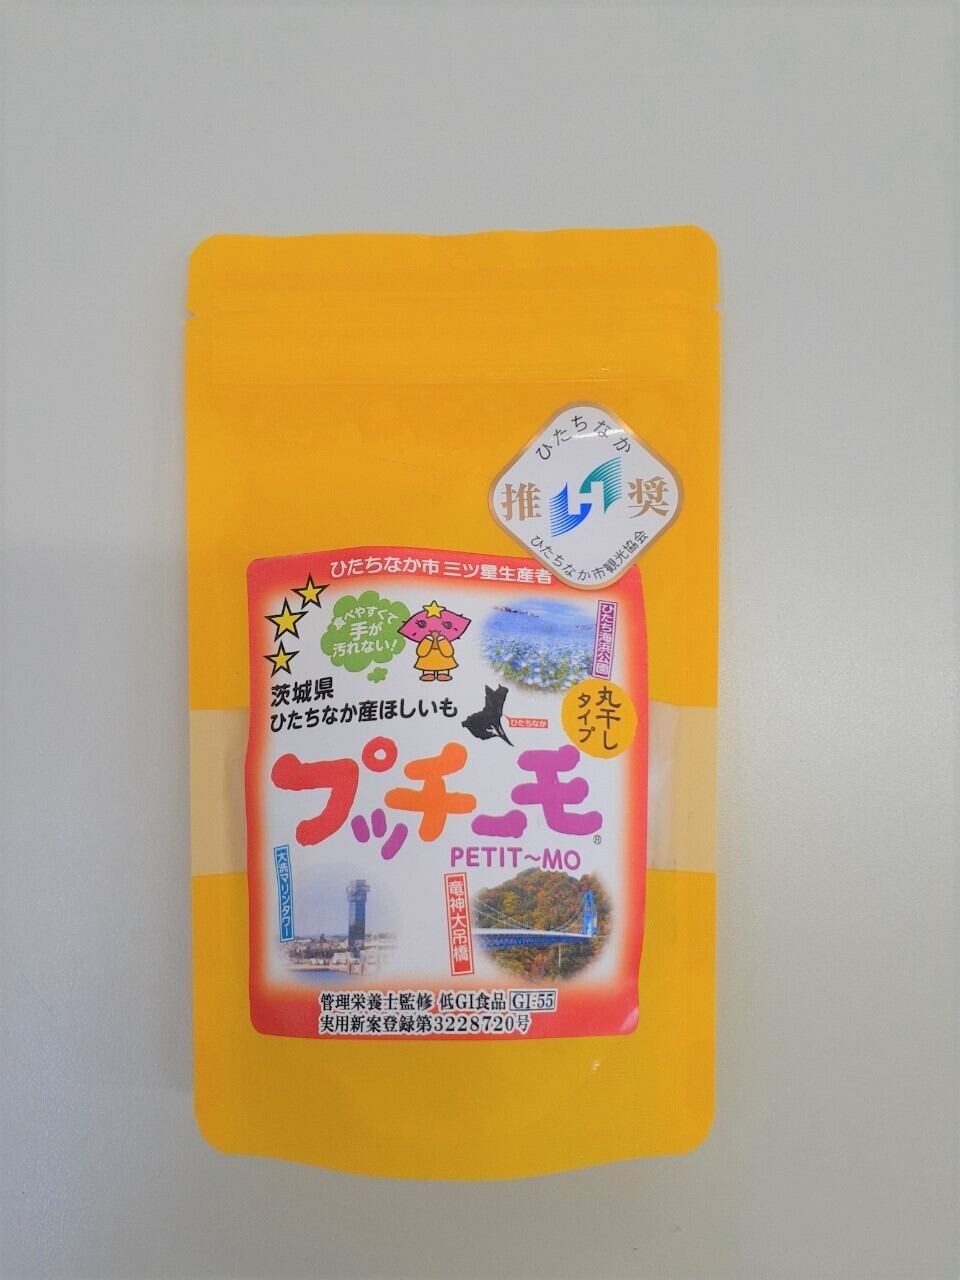 ひたちなか
推 H 奨
ひたちなか市観光協会
ひたちなか市 三ツ星生産者
食べやすくて
手が
汚れない!
ひたち海浜公園
茨城県
ひたちなか産ほしいも
ひたちなか
丸干し
タイプ
プッチーモ®
PETIT〜MO
大洗マリンタワー
竜神大吊橋
管理栄養士監修 低GI食品 GI:55
実用新案登録第3228720号